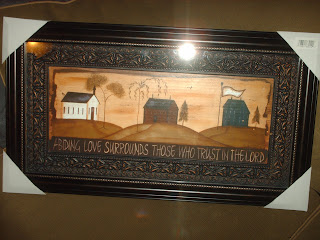 ABIDING LOVE SURROUNDS THOSE WHO TRUST IN THE LORD